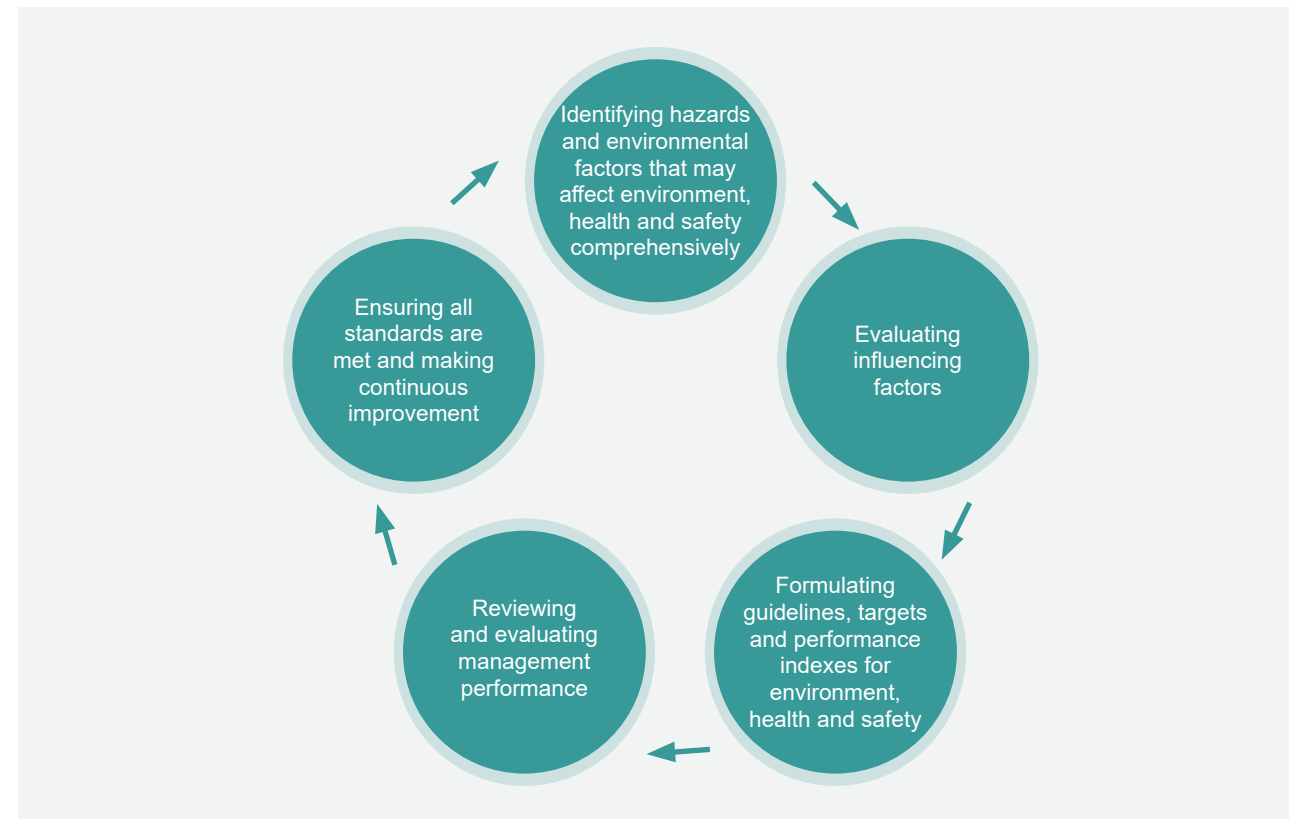 Identifying hazards
and environmental
factors that may
affect environment,
health and safety
comprehensively
Evaluating
influencing
factors
Formulating
guidelines, targets
and performance
indexes for
environment,
health and safety
Reviewing
and evaluating
management
performance
Ensuring all
standards are
met and making
continuous
improvement